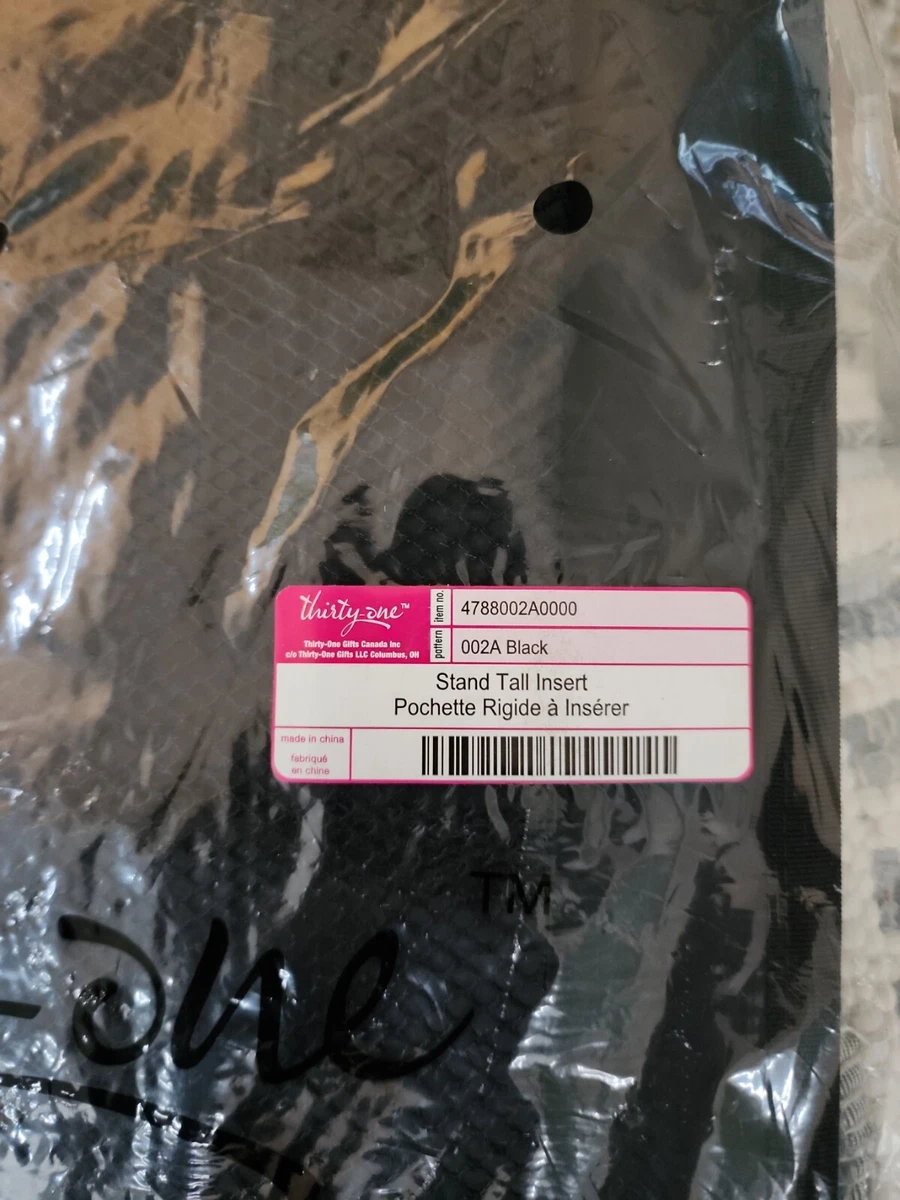 thirty-one™
Thirty-One Gifts Canada Inc
c/o Thirty-One Gifts LLC Columbus, OH
item no.
4788002A0000
pattern
002A Black
Stand Tall Insert
Pochette Rigide à Insérer
made in china
fabriqué
en chine
TM
-one